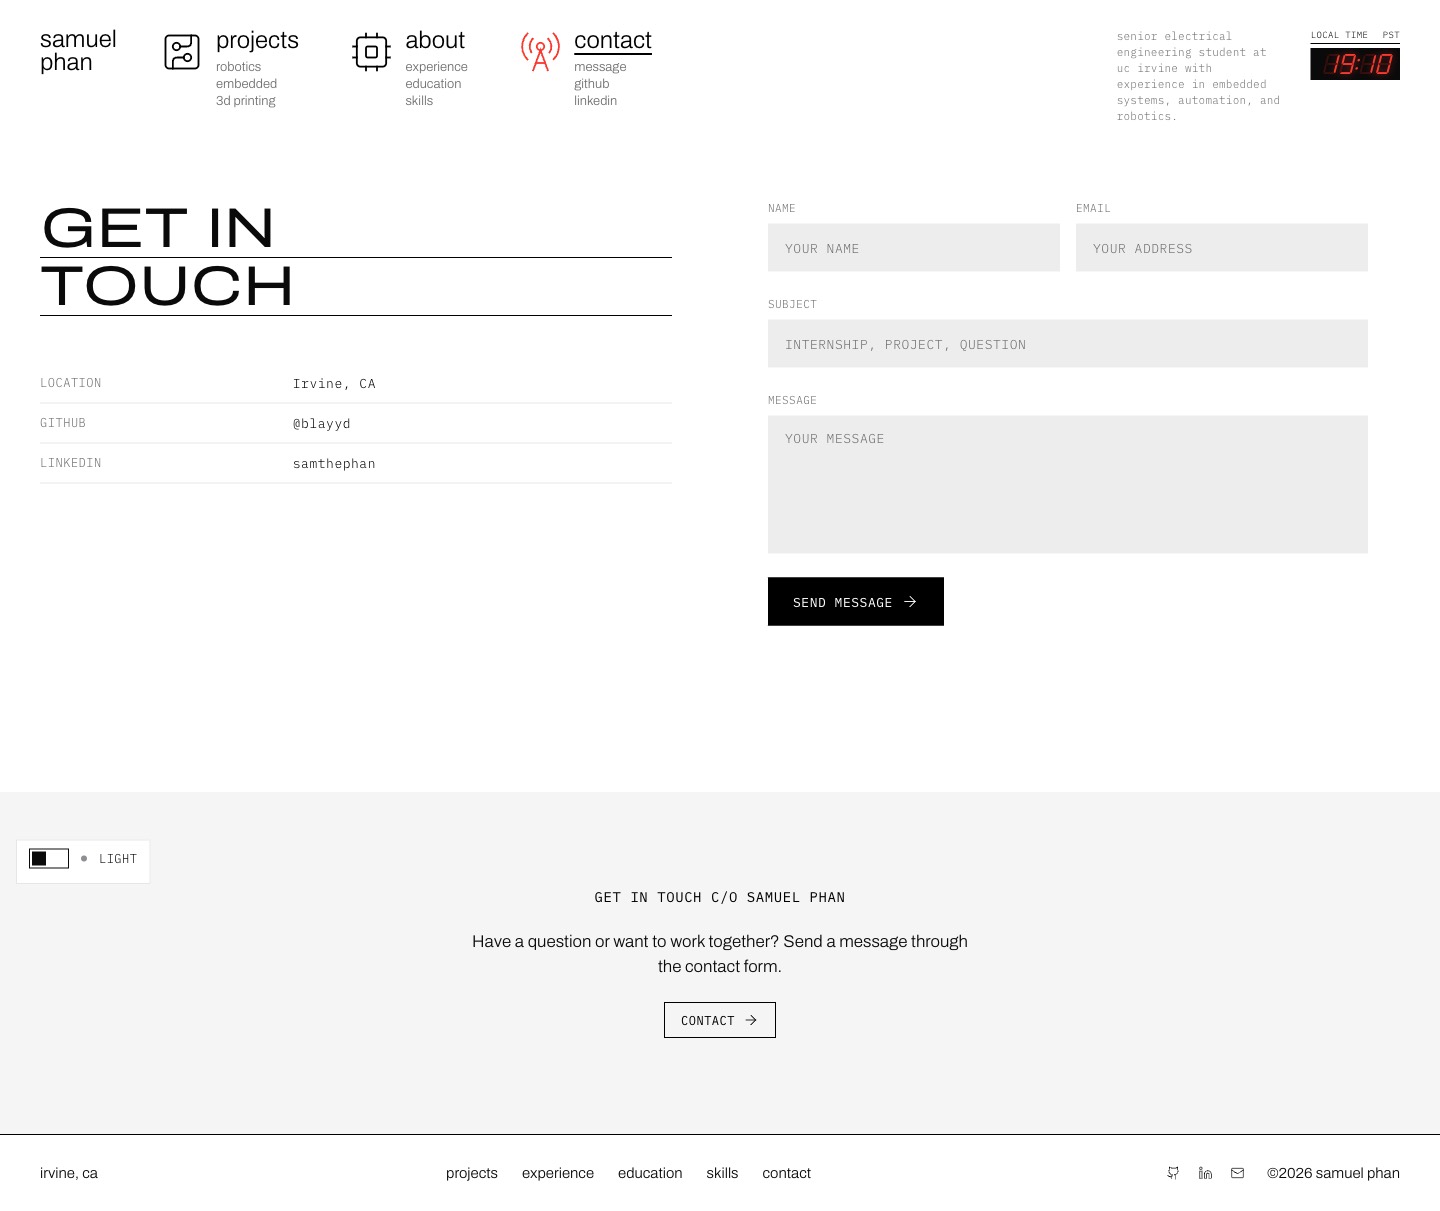 samuel
phan
projects
robotics
embedded
3d printing
about
experience
education
skills
contact
message
github
linkedin
senior electrical
engineering student at
uc irvine with
experience in embedded
systems, automation, and
robotics.
LOCAL TIME PST
19:10
GET IN
TOUCH
LOCATION Irvine, CA
GITHUB @blayyd
LINKEDIN samthephan
NAME EMAIL
YOUR NAME YOUR ADDRESS
SUBJECT
INTERNSHIP, PROJECT, QUESTION
MESSAGE
YOUR MESSAGE
SEND MESSAGE
LIGHT
GET IN TOUCH C/O SAMUEL PHAN
Have a question or want to work together? Send a message through
the contact form.
CONTACT
irvine, ca projects experience education skills contact ©2026 samuel phan